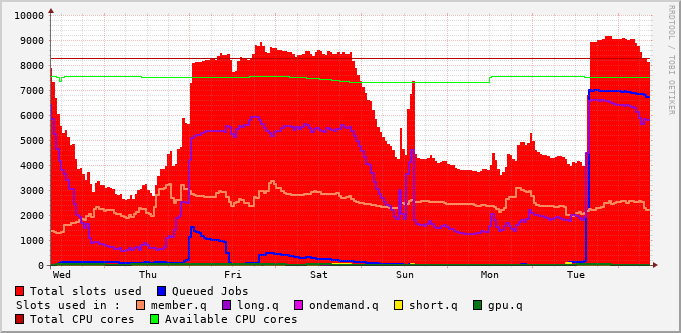 10000
9000
8000
7000
6000
5000
4000
3000
2000
1000
0
Wed Thu Fri Sat Sun Mon Tue
RRDTOOL / TOBI OETIKER
Total slots used Queued Jobs
Slots used in : member.q long.q ondemand.q short.q gpu.q
Total CPU cores Available CPU cores